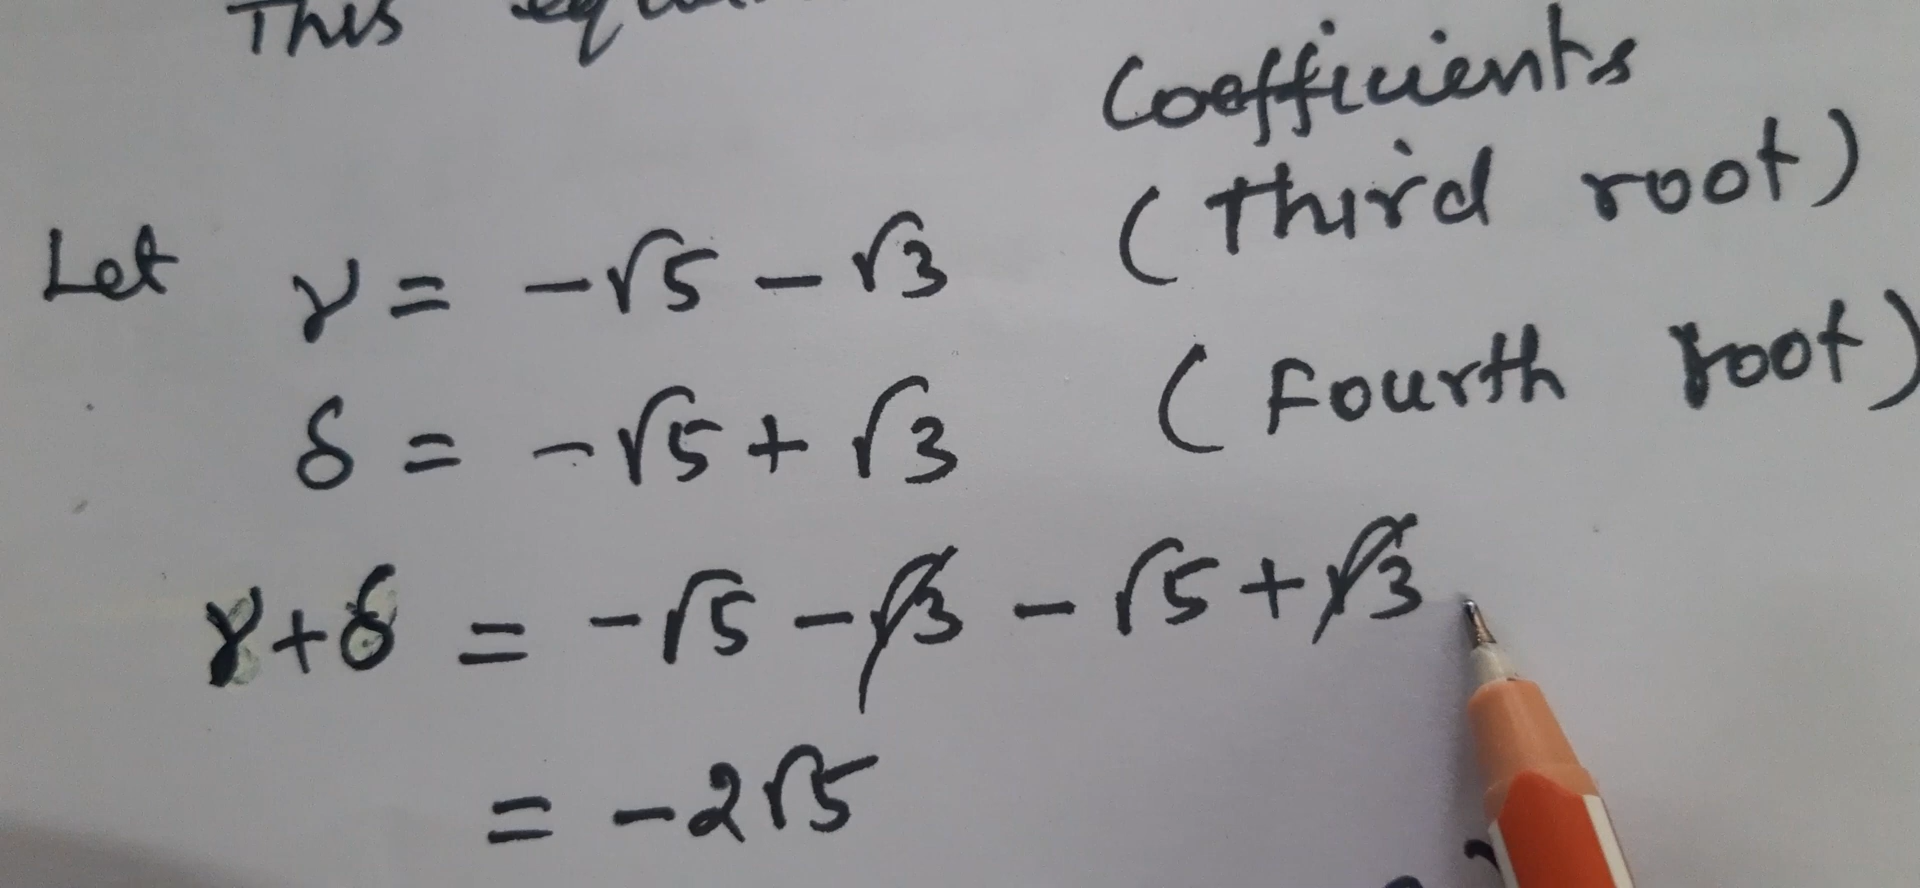 This
Coefficients
(Third root)
Let γ = -√5 - √3
(Fourth root)
δ = -√5 + √3
γ+δ = -√5 - √3 - √5 + √3
= -2√5